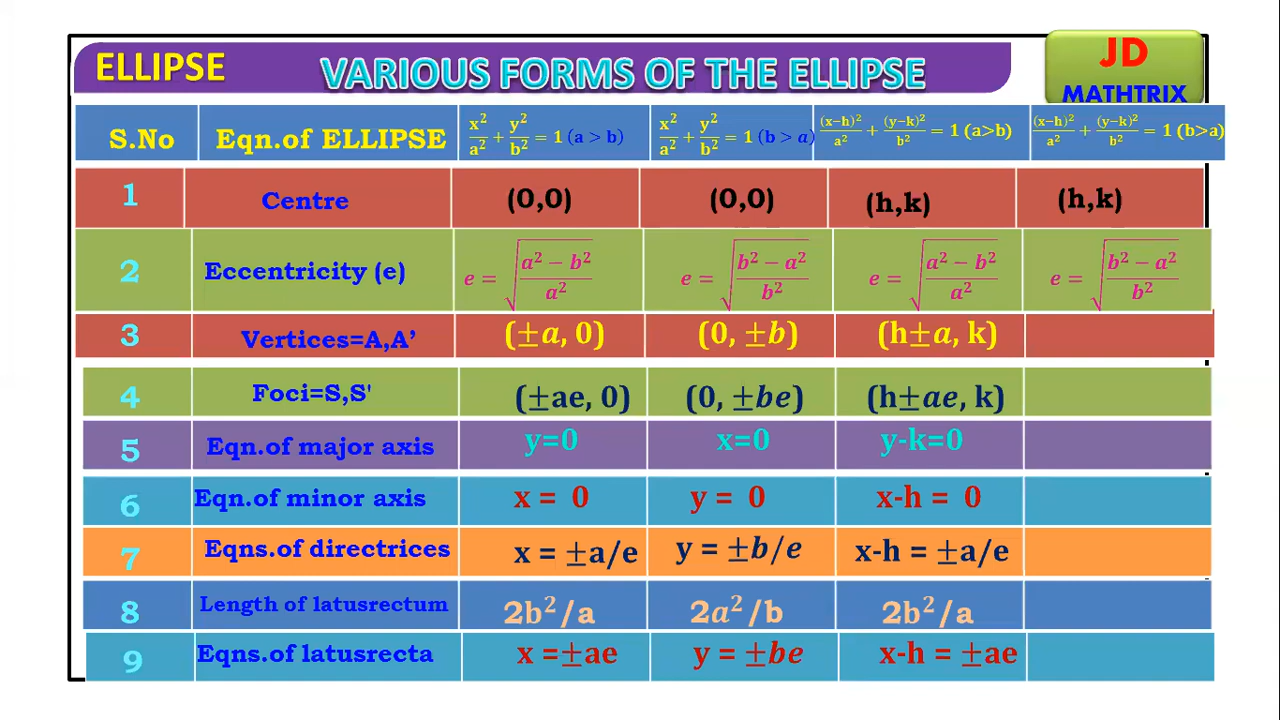 ELLIPSE VARIOUS FORMS OF THE ELLIPSE JD
MATHTRIX
S.No Eqn.of ELLIPSE x²/a² + y²/b² = 1 (a > b) x²/a² + y²/b² = 1 (b > a) (x−h)²/a² + (y−k)²/b² = 1 (a>b) (x−h)²/a² + (y−k)²/b² = 1 (b>a)
1 Centre (0,0) (0,0) (h,k) (h,k)
2 Eccentricity (e) e = √((a² − b²)/a²) e = √((b² − a²)/b²) e = √((a² − b²)/a²) e = √((b² − a²)/b²)
3 Vertices=A,A’ (±a, 0) (0, ±b) (h±a, k)
4 Foci=S,S' (±ae, 0) (0, ±be) (h±ae, k)
5 Eqn.of major axis y=0 x=0 y-k=0
6 Eqn.of minor axis x = 0 y = 0 x-h = 0
7 Eqns.of directrices x = ±a/e y = ±b/e x-h = ±a/e
8 Length of latusrectum 2b²/a 2a²/b 2b²/a
9 Eqns.of latusrecta x =±ae y = ±be x-h = ±ae